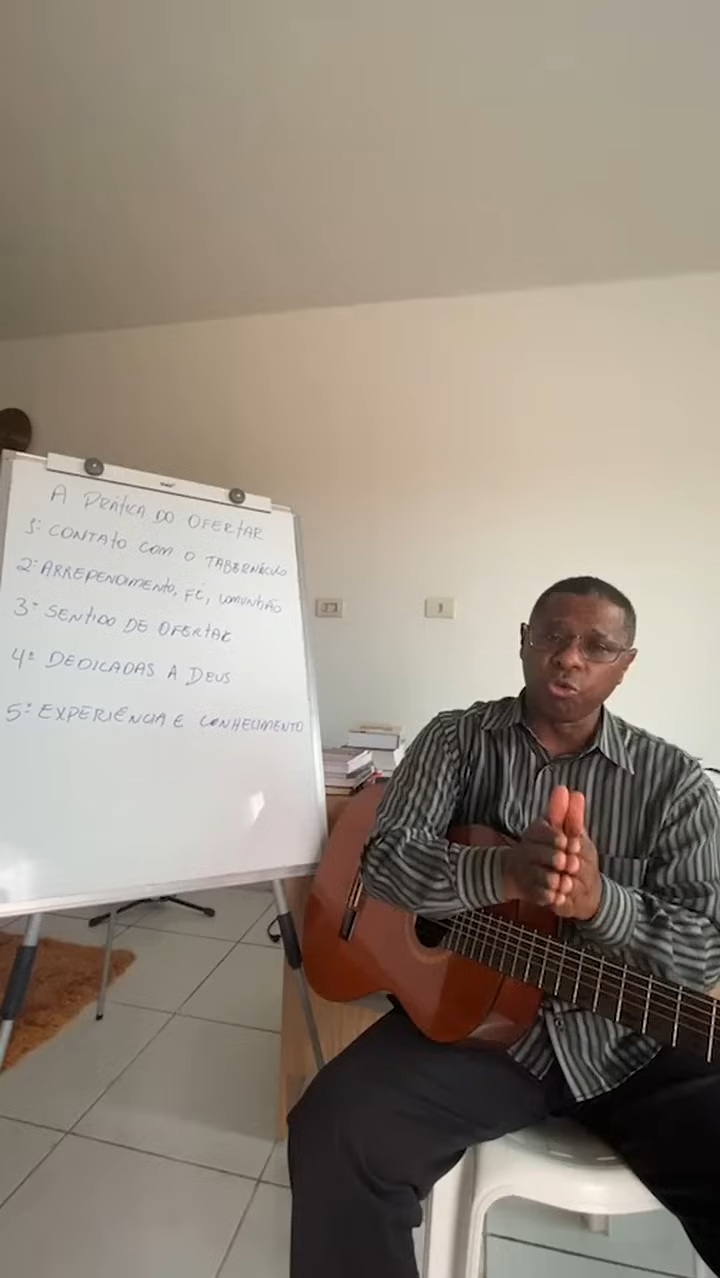 A PRÁTICA DO OFERTAR
1º CONTATO COM O TABERNÁCULO
2º ARREPENDIMENTO, FÉ, COMUNHÃO
3º SENTIDO DE OFERTAR
4º DEDICADAS A DEUS
5º EXPERIÊNCIA E CONHECIMENTO